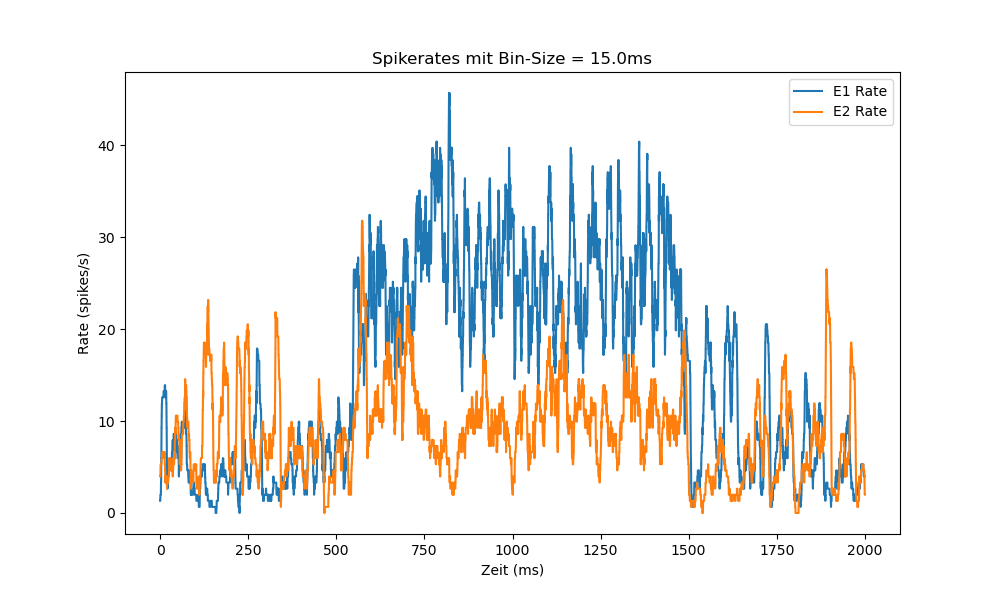 Spikerates mit Bin-Size = 15.0ms
E1 Rate
E2 Rate
Rate (spikes/s)
40
30
20
10
0
0 250 500 750 1000 1250 1500 1750 2000
Zeit (ms)